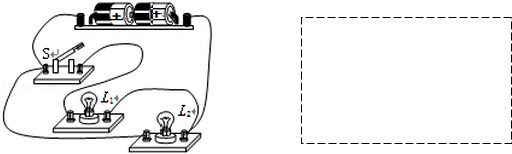 + +
S↵
L₁↵
L₂↵